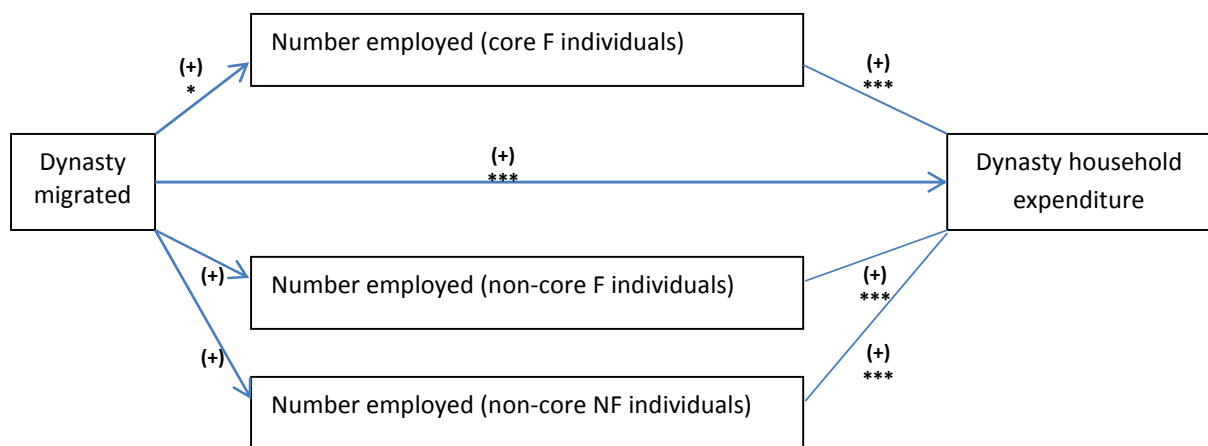 Number employed (core F individuals)
(+)
*
(+)
***
Dynasty
migrated
(+)
***
Dynasty household
expenditure
(+)
Number employed (non-core F individuals)
(+)
***
(+)
Number employed (non-core NF individuals)
(+)
***